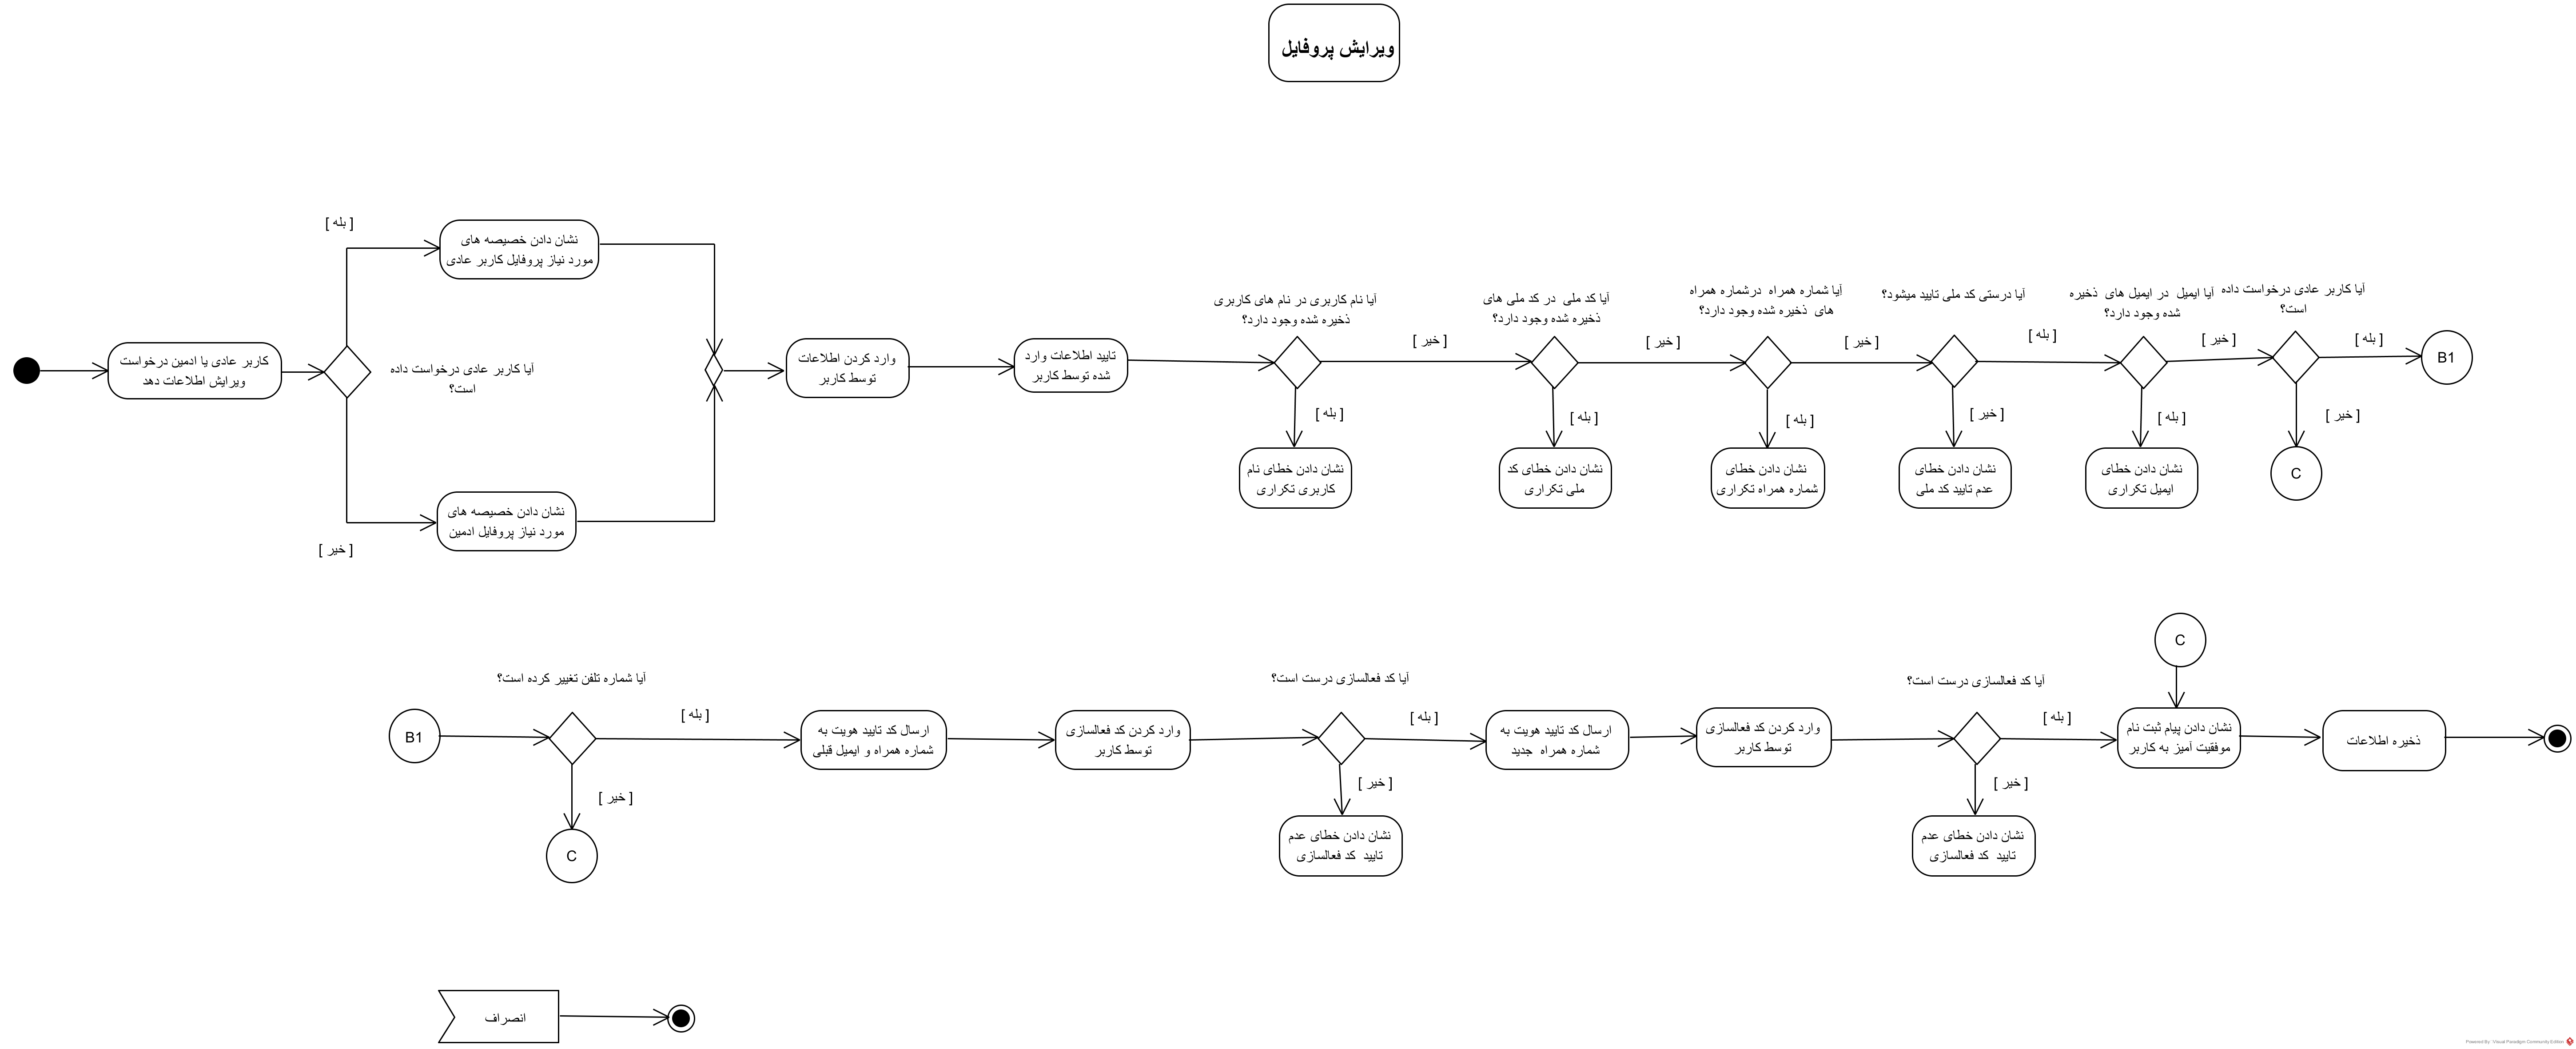 ویرایش پروفایل
[ بله ]
نشان دادن خصیصه های
مورد نیاز پروفایل کاربر عادی
کاربر عادی یا ادمین درخواست
ویرایش اطلاعات دهد
آیا کاربر عادی درخواست داده
است؟
نشان دادن خصیصه های
مورد نیاز پروفایل ادمین
[ خیر ]
وارد کردن اطلاعات
توسط کاربر
تایید اطلاعات وارد
شده توسط کاربر
آیا نام کاربری در نام های کاربری
ذخیره شده وجود دارد؟
[ خیر ]
[ بله ]
نشان دادن خطای نام
کاربری تکراری
آیا کد ملی در کد ملی های
ذخیره شده وجود دارد؟
[ خیر ]
[ بله ]
نشان دادن خطای کد
ملی تکراری
آیا شماره همراه درشماره همراه
های ذخیره شده وجود دارد؟
[ خیر ]
[ بله ]
نشان دادن خطای
شماره همراه تکراری
آیا درستی کد ملی تایید میشود؟
[ بله ]
[ خیر ]
نشان دادن خطای
عدم تایید کد ملی
آیا ایمیل در ایمیل های ذخیره
شده وجود دارد؟
[ خیر ]
[ بله ]
نشان دادن خطای
ایمیل تکراری
آیا کاربر عادی درخواست داده
است؟
[ بله ]
B1
[ خیر ]
C
B1
آیا شماره تلفن تغییر کرده است؟
[ بله ]
[ خیر ]
C
ارسال کد تایید هویت به
شماره همراه و ایمیل قبلی
وارد کردن کد فعالسازی
توسط کاربر
آیا کد فعالسازی درست است؟
[ بله ]
[ خیر ]
نشان دادن خطای عدم
تایید کد فعالسازی
ارسال کد تایید هویت به
شماره همراه جدید
وارد کردن کد فعالسازی
توسط کاربر
آیا کد فعالسازی درست است؟
[ بله ]
[ خیر ]
نشان دادن خطای عدم
تایید کد فعالسازی
C
نشان دادن پیام ثبت نام
موفقیت آمیز به کاربر
ذخیره اطلاعات
انصراف
Powered By Visual Paradigm Community Edition